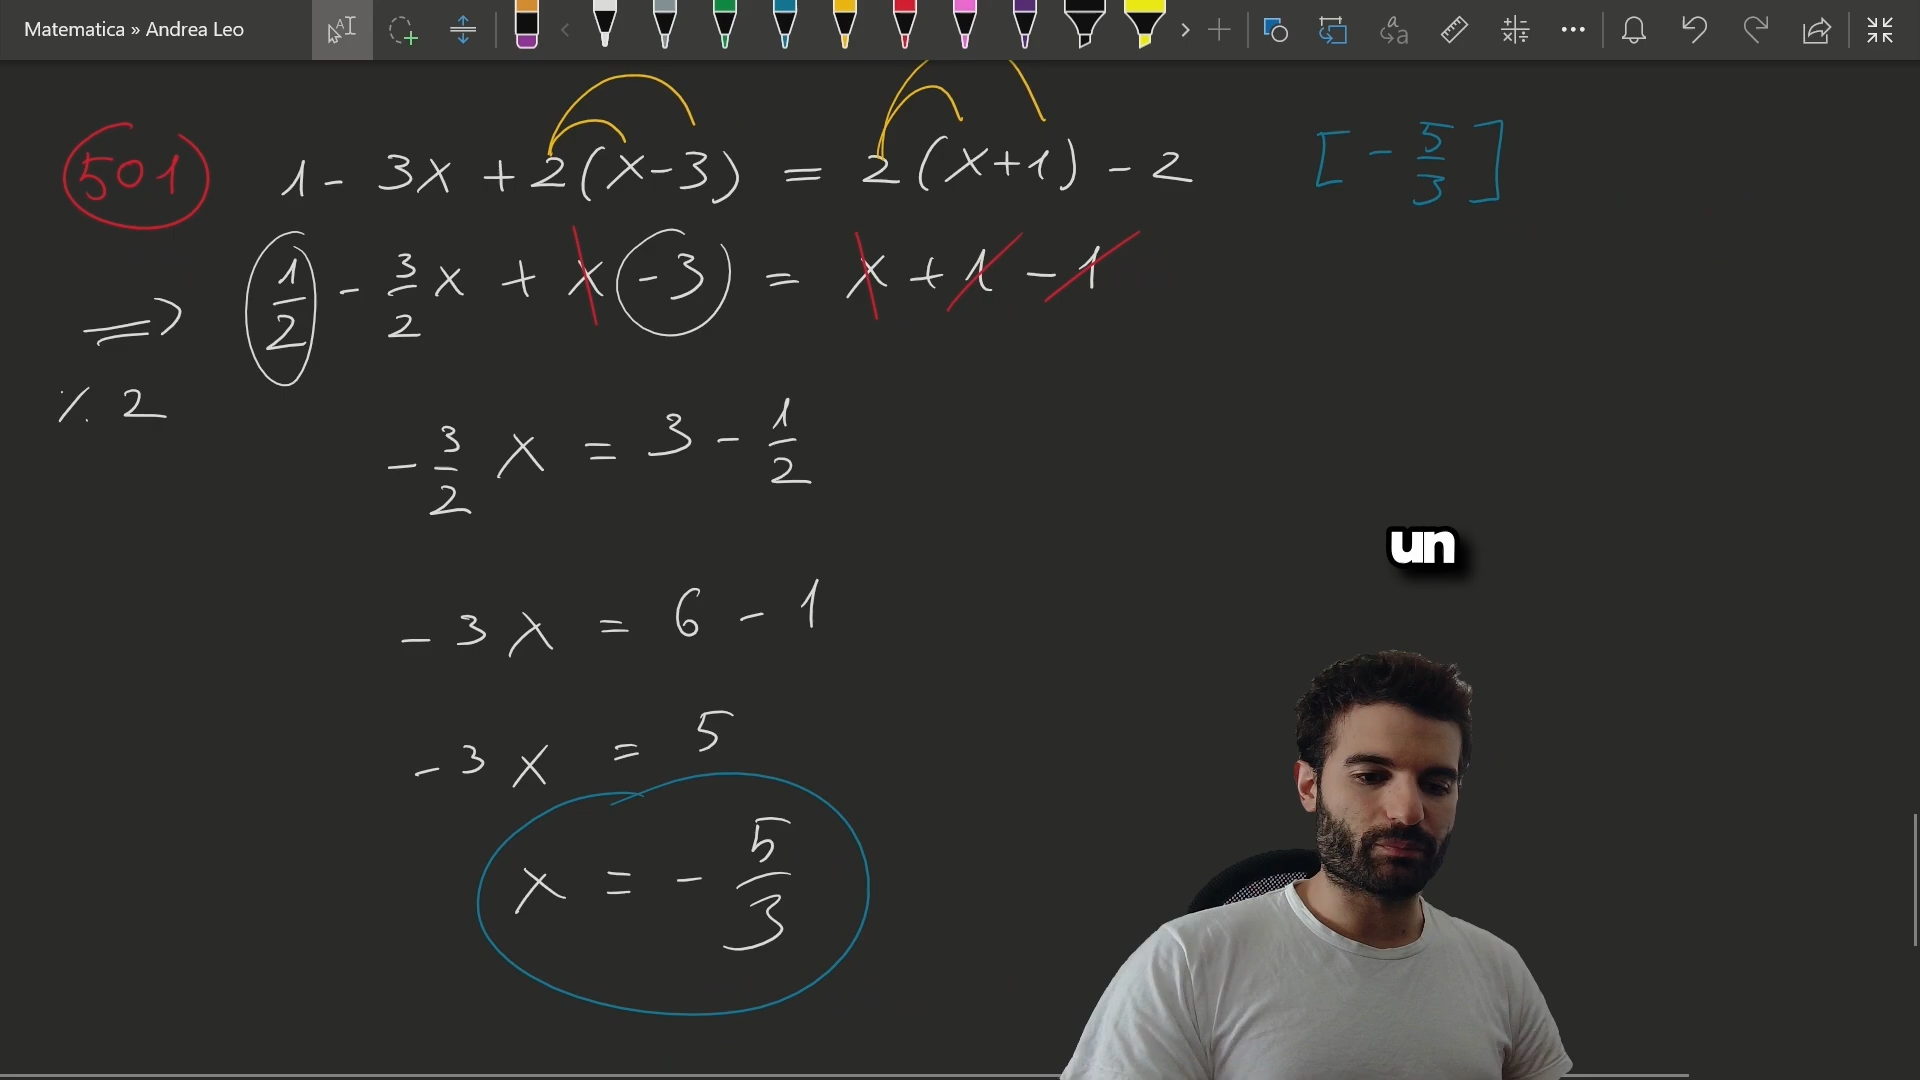 Matematica » Andrea Leo
501 1 - 3x + 2(x-3) = 2(x+1) - 2 [-5/3]
⇒ 1/2 - 3/2 x + x - 3 = x + 1 - 1
: 2
-3/2 x = 3 - 1/2
un
-3x = 6 - 1
-3x = 5
x = -5/3